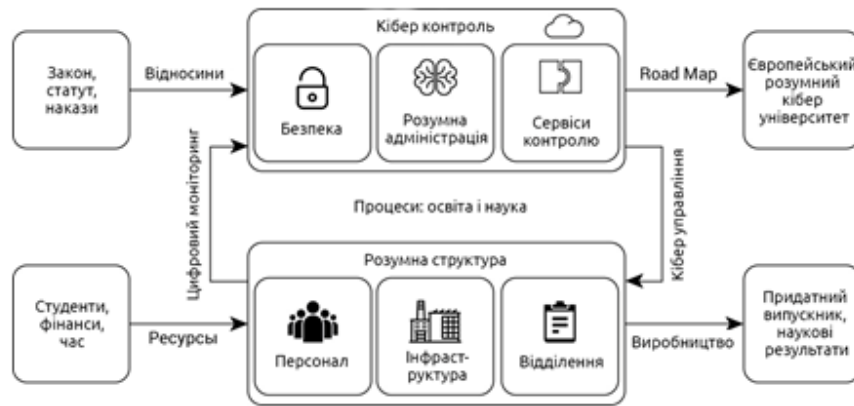 Кібер контроль
Закон,
статут,
накази
Відносини
Безпека
Розумна
адміністрація
Сервіси
контролю
Road Map
Європейський
розумний
кібер
університет
Цифровий моніторинг
Процеси: освіта і наука
Кібер управління
Розумна структура
Студенти,
фінанси,
час
Ресурсы
Персонал
Інфраст-
руктура
Відділення
Виробництво
Придатний
випускник,
наукові
результати